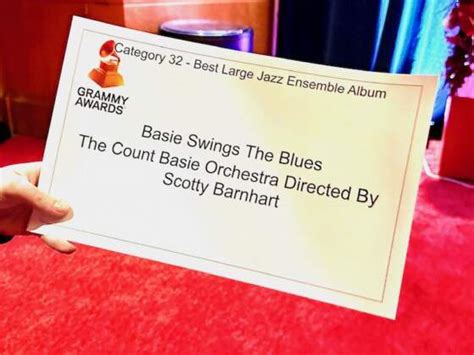 Category 32 - Best Large Jazz Ensemble Album
GRAMMY
AWARDS
Basie Swings The Blues
The Count Basie Orchestra Directed By
Scotty Barnhart